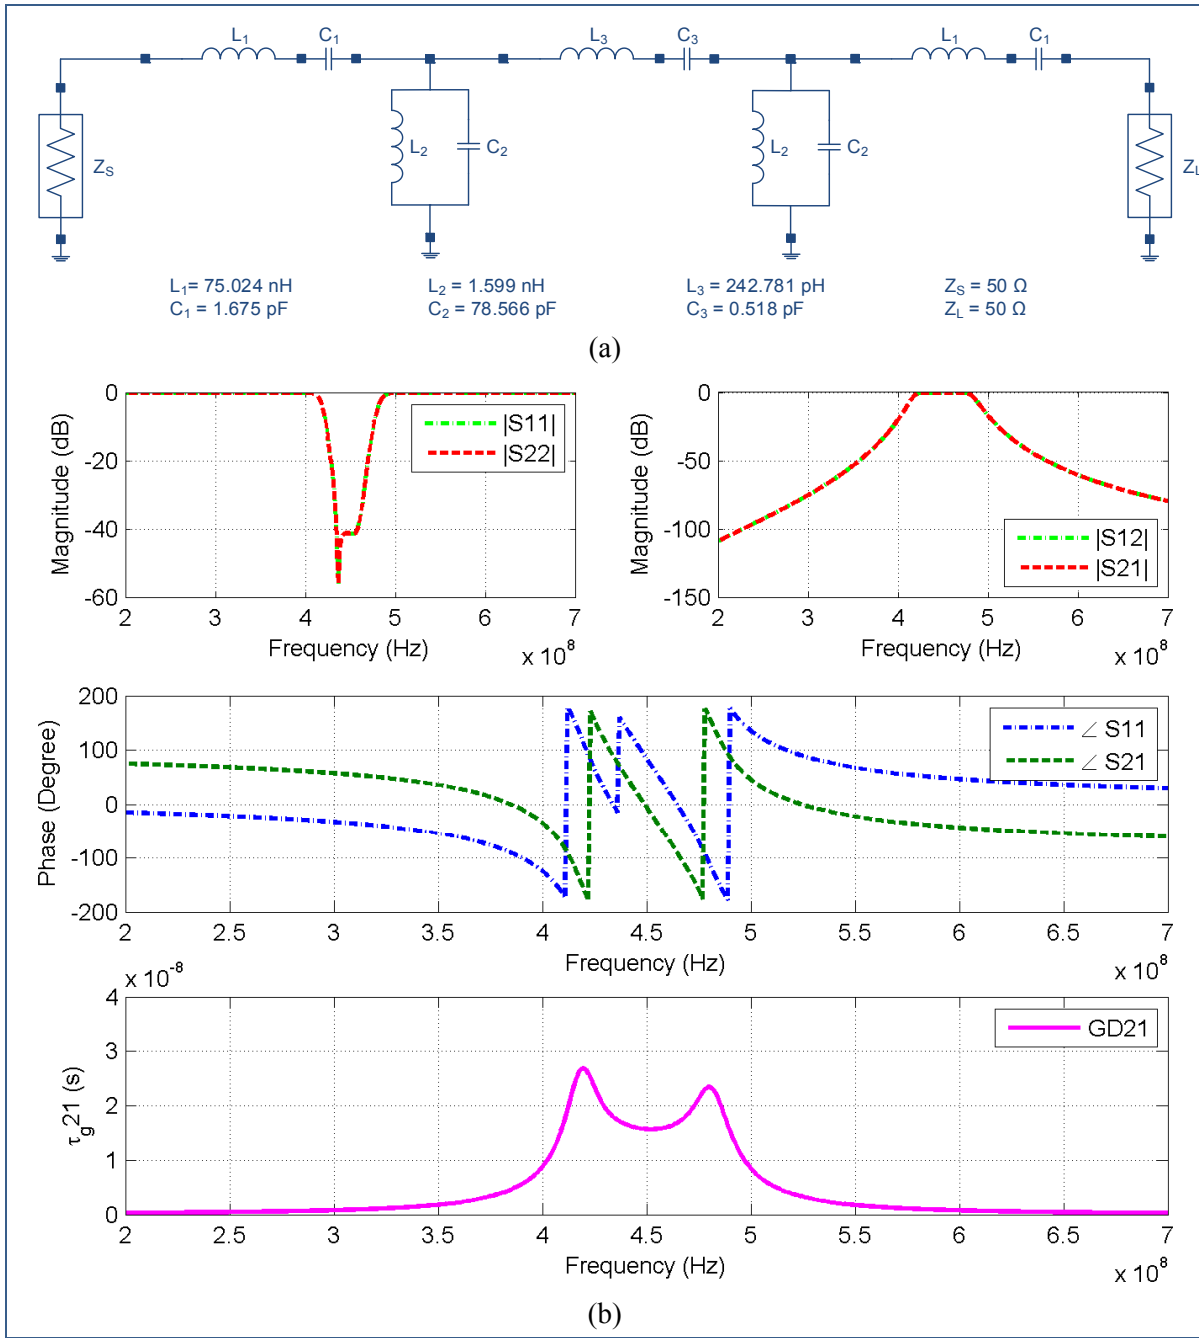 L1 C1 L3 C3 L1 C1
ZS L2 C2 L2 C2 ZL
L1= 75.024 nH L2 = 1.599 nH L3 = 242.781 pH ZS = 50 Ω
C1 = 1.675 pF C2 = 78.566 pF C3 = 0.518 pF ZL = 50 Ω
(a)
Magnitude (dB)
0
-20
-40
-60
|S11|
|S22|
2 3 4 5 6 7
Frequency (Hz)
x 10^8
Magnitude (dB)
0
-50
-100
-150
|S12|
|S21|
2 3 4 5 6 7
Frequency (Hz)
x 10^8
Phase (Degree)
200
100
0
-100
-200
∠ S11
∠ S21
2 2.5 3 3.5 4 4.5 5 5.5 6 6.5 7
Frequency (Hz)
x 10^8
x 10^-8
τg21 (s)
4
3
2
1
0
GD21
2 2.5 3 3.5 4 4.5 5 5.5 6 6.5 7
Frequency (Hz)
x 10^8
(b)